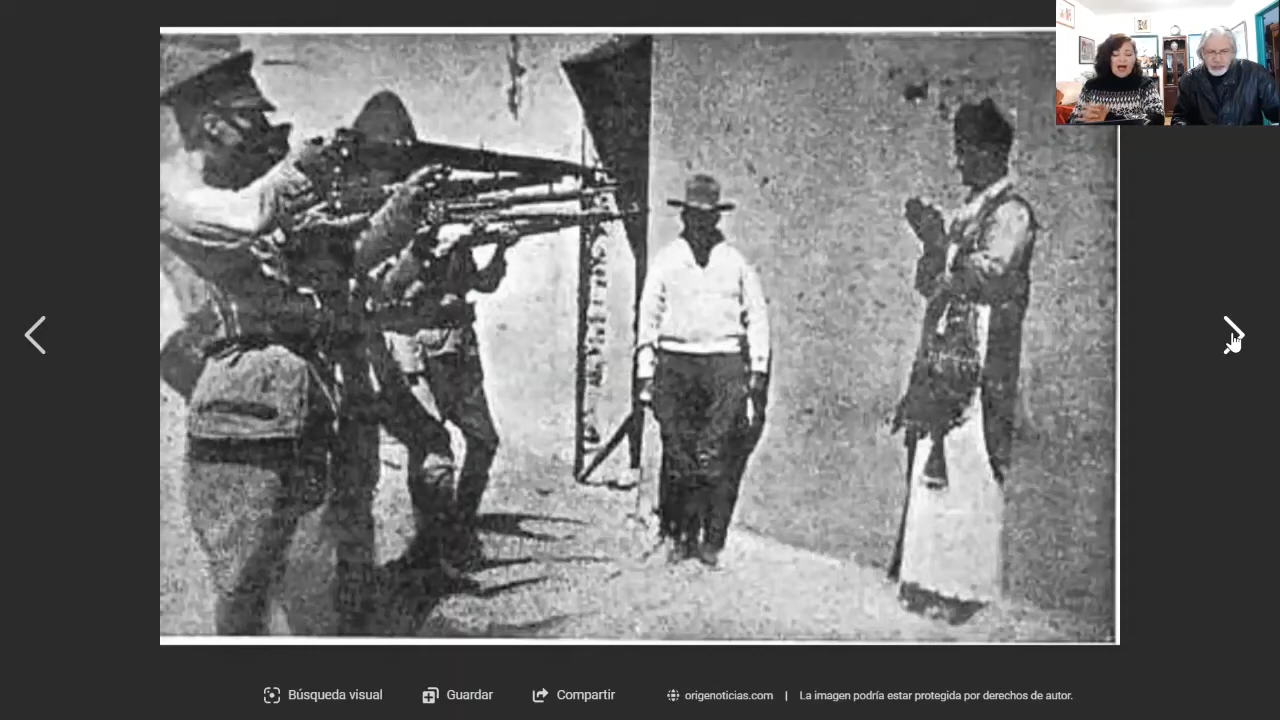 Búsqueda visual
Guardar
Compartir
origenoticias.com | La imagen podría estar protegida por derechos de autor.